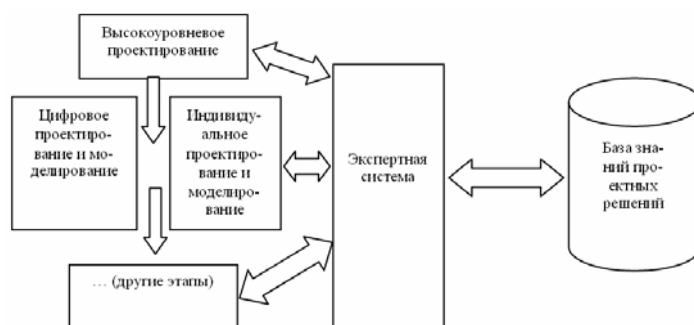 Высокоуровневое
проектирование
Цифровое
проектиро-
вание и мо-
делирование
Индивиду-
альное
проектиро-
вание и
моделиро-
вание
Экспертная
система
База зна-
ний про-
ектных
решений
... (другие этапы)